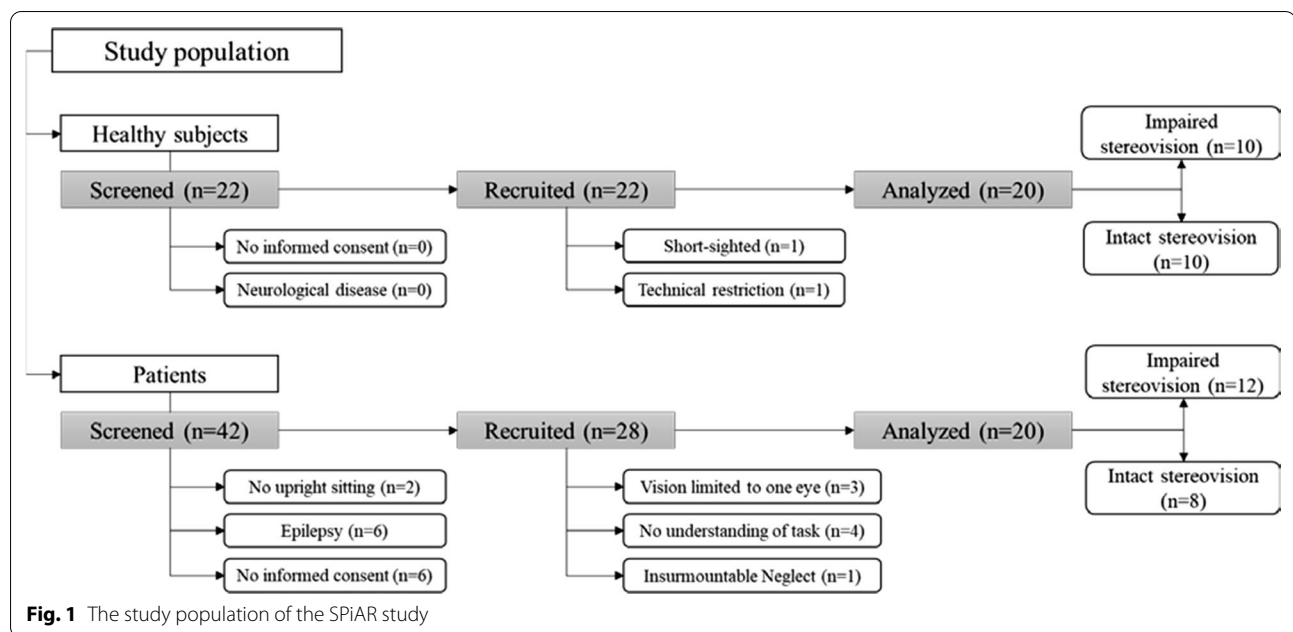 Study population
Healthy subjects
Screened (n=22)
Recruited (n=22)
Analyzed (n=20)
Impaired
stereovision (n=10)
Intact stereovision
(n=10)
No informed consent (n=0)
Neurological disease (n=0)
Short-sighted (n=1)
Technical restriction (n=1)
Patients
Screened (n=42)
Recruited (n=28)
Analyzed (n=20)
Impaired
stereovision (n=12)
Intact stereovision
(n=8)
No upright sitting (n=2)
Epilepsy (n=6)
No informed consent (n=6)
Vision limited to one eye (n=3)
No understanding of task (n=4)
Insurmountable Neglect (n=1)
Fig. 1 The study population of the SPiAR study